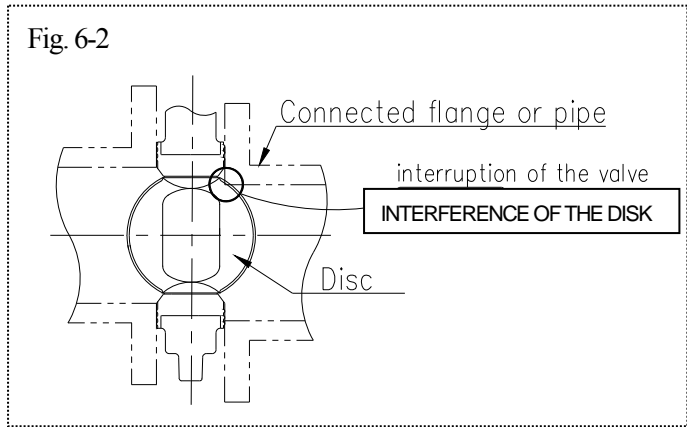 Fig. 6-2
Connected flange or pipe
interruption of the valve
INTERFERENCE OF THE DISK
Disc